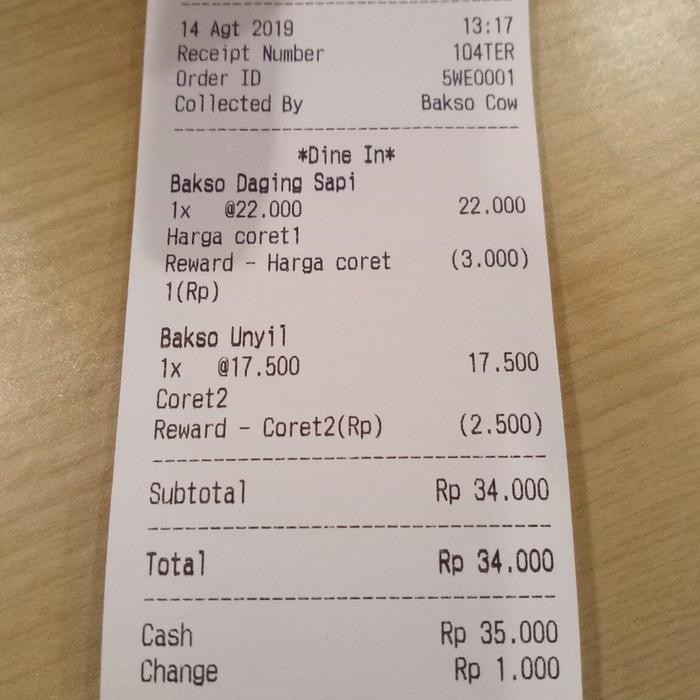 14 Agt 2019 13:17
Receipt Number 104TER
Order ID 5WE0001
Collected By Bakso Cow
*Dine In*
Bakso Daging Sapi
1x @22.000 22.000
Harga coret1
Reward - Harga coret (3.000)
1(Rp)
Bakso Unyil
1x @17.500 17.500
Coret2
Reward - Coret2(Rp) (2.500)
Subtotal Rp 34.000
Total Rp 34.000
Cash Rp 35.000
Change Rp 1.000